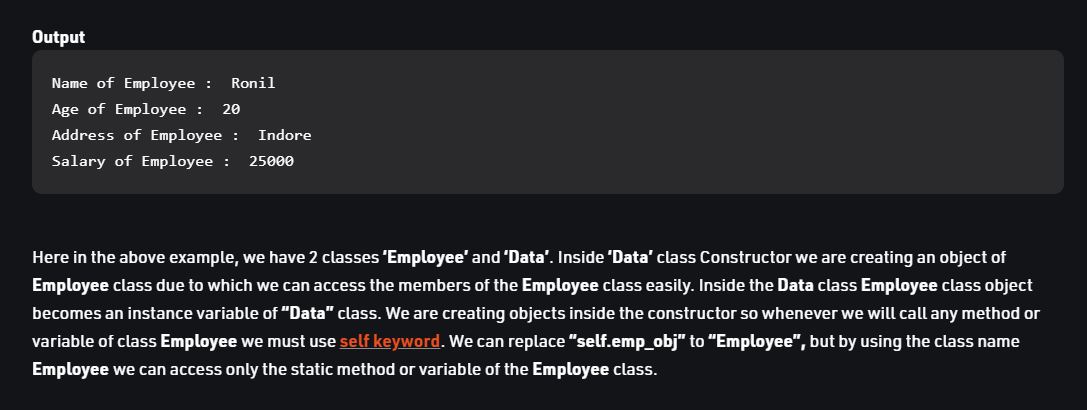 Output
Name of Employee :  Ronil
Age of Employee :  20
Address of Employee :  Indore
Salary of Employee :  25000
Here in the above example, we have 2 classes ‘Employee’ and ‘Data’. Inside ‘Data’ class Constructor we are creating an object of
Employee class due to which we can access the members of the Employee class easily. Inside the Data class Employee class object
becomes an instance variable of “Data” class. We are creating objects inside the constructor so whenever we will call any method or
variable of class Employee we must use self keyword. We can replace “self.emp_obj” to “Employee”, but by using the class name
Employee we can access only the static method or variable of the Employee class.